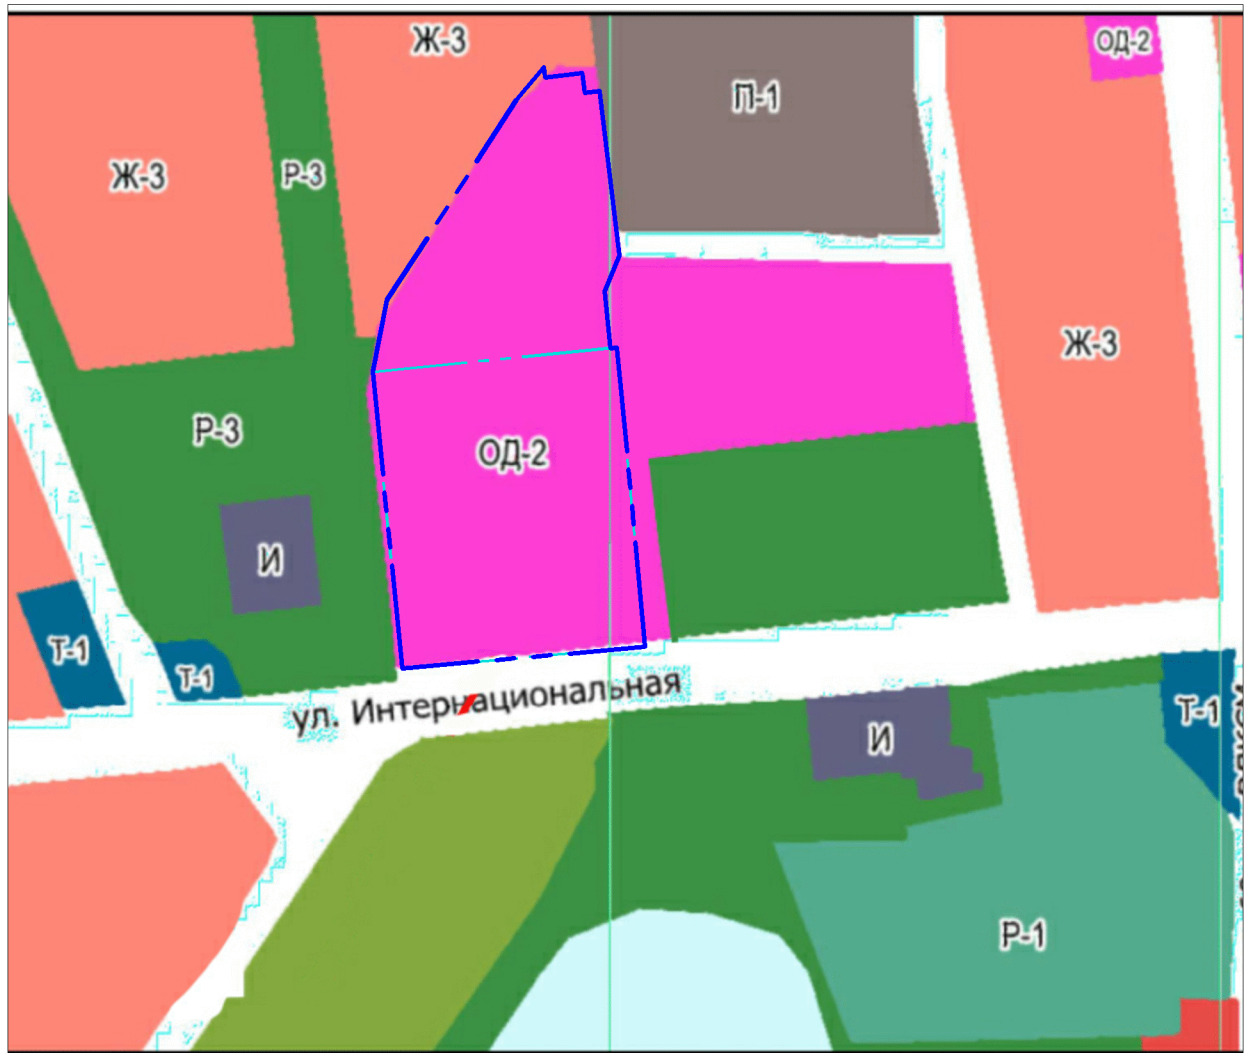 Ж-3
ОД-2
П-1
Ж-3
Р-3
Ж-3
Р-3
ОД-2
И
Т-1
Т-1
ул. Интернациональная
Т-1
И
Р-1